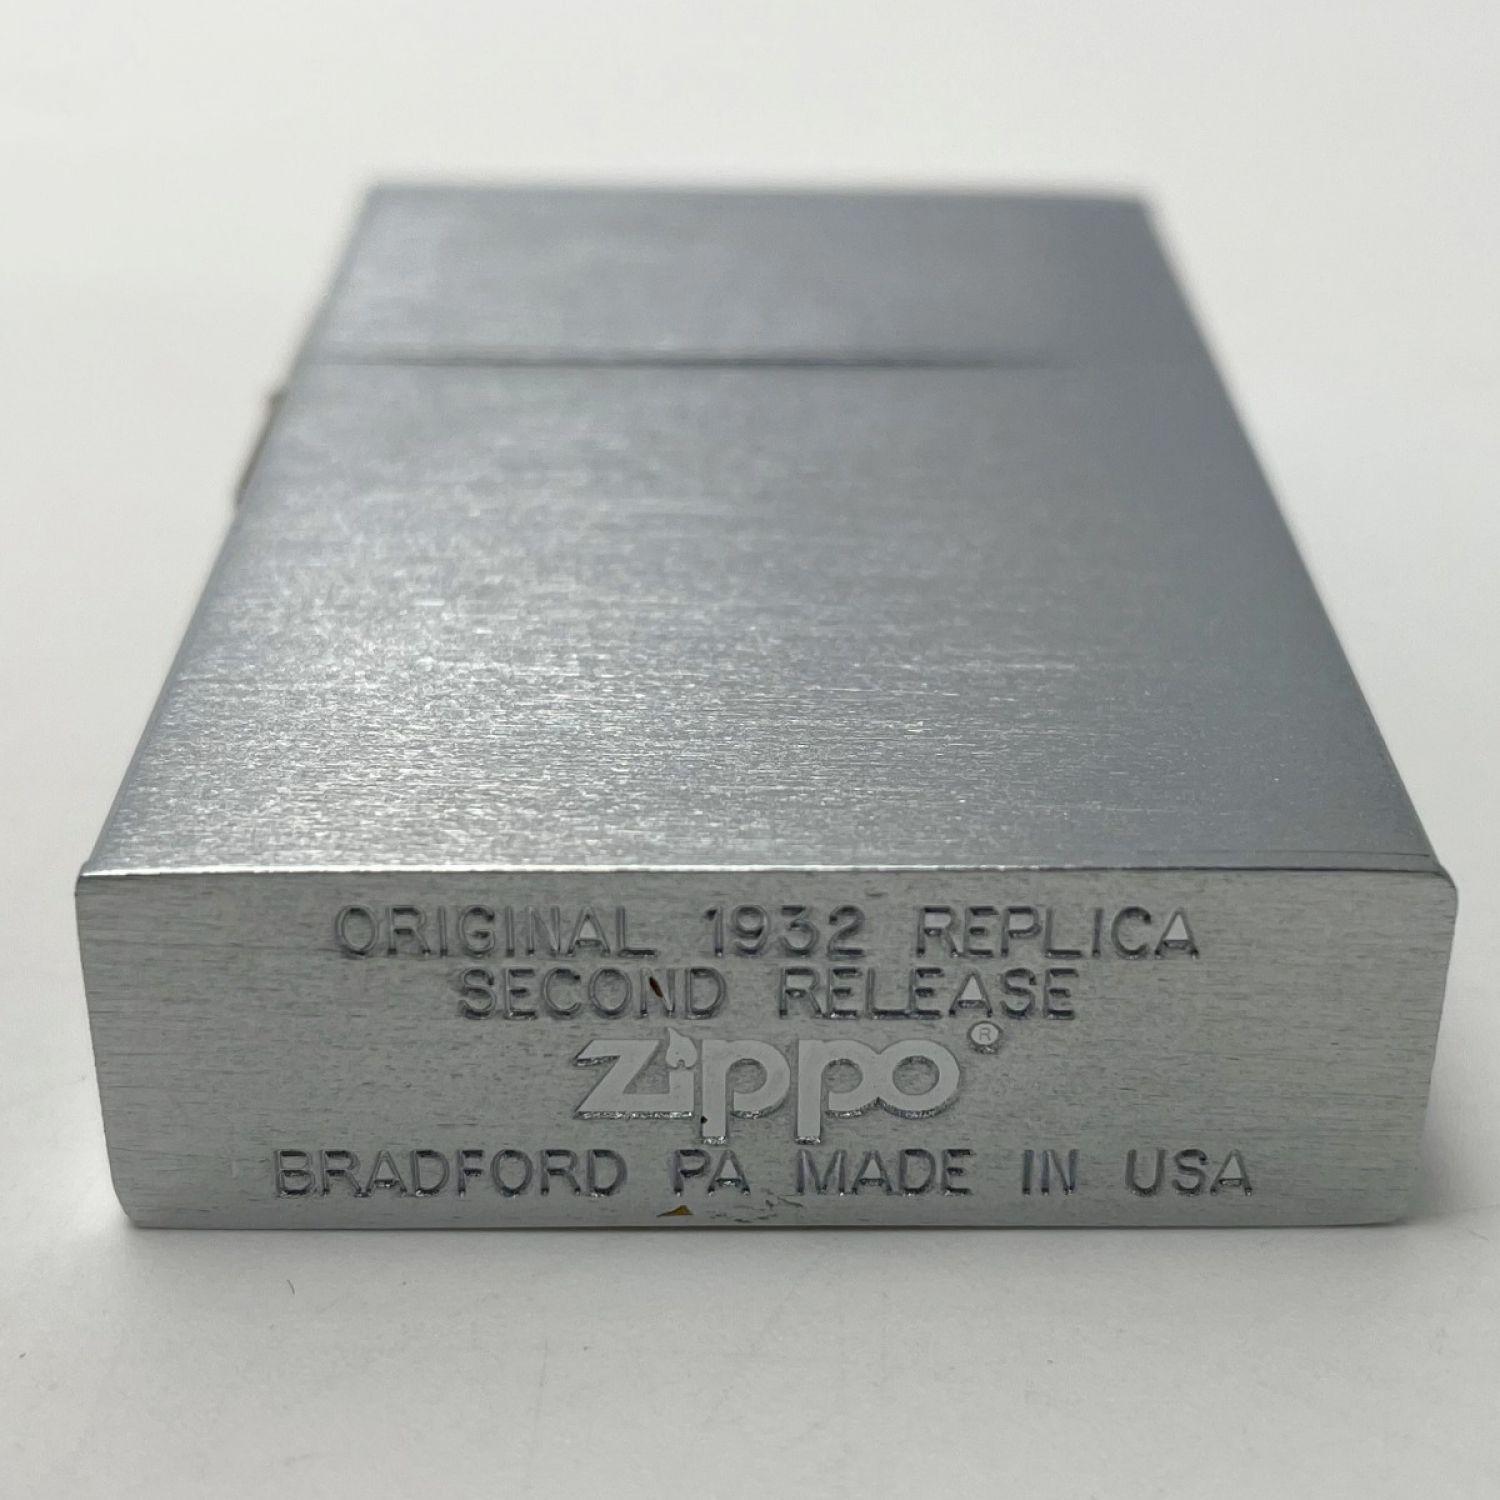 ORIGINAL 1932 REPLICA
SECOND RELEASE
Zippo®
BRADFORD PA MADE IN USA